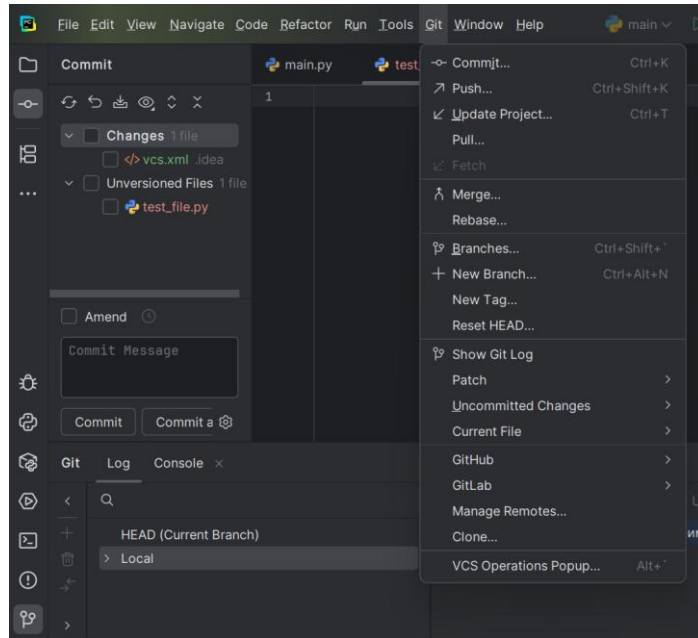 File Edit View Navigate Code Refactor Run Tools Git Window Help main
Commit
main.py
1
Changes 1 file
vcs.xml .idea
Unversioned Files 1 file
test_file.py
Amend
Commit Message
Commit
Commit a
Commit... Ctrl+K
Push... Ctrl+Shift+K
Update Project... Ctrl+T
Pull...
Fetch
Merge...
Rebase...
Branches... Ctrl+Shift+`
New Branch... Ctrl+Alt+N
New Tag...
Reset HEAD...
Show Git Log
Patch
Uncommitted Changes
Current File
GitHub
GitLab
Manage Remotes...
Clone...
VCS Operations Popup... Alt+`
Git Log Console
HEAD (Current Branch)
Local